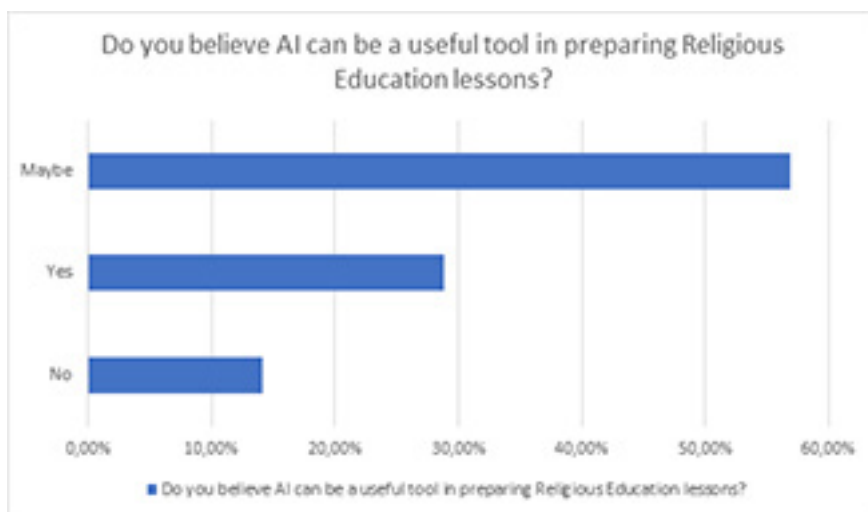 Do you believe AI can be a useful tool in preparing Religious
Education lessons?
Maybe
Yes
No
0,00% 10,00% 20,00% 30,00% 40,00% 50,00% 60,00%
Do you believe AI can be a useful tool in preparing Religious Education lessons?